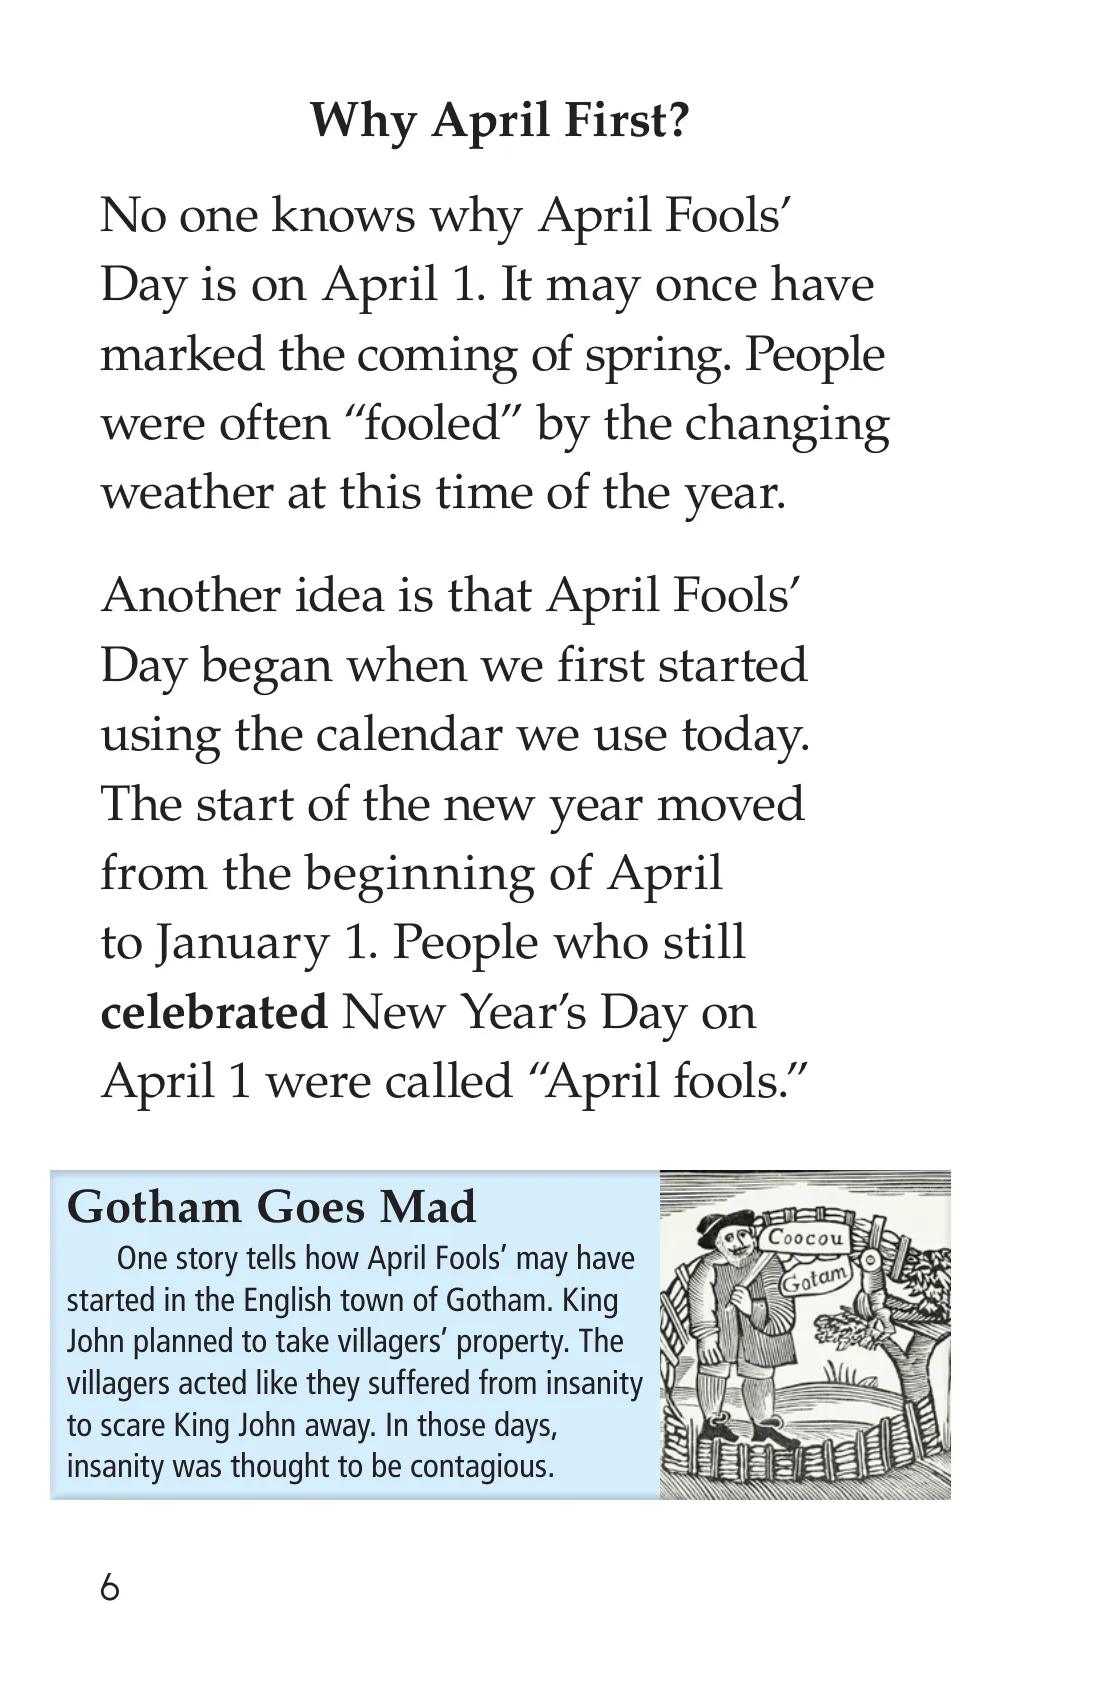 Why April First?
No one knows why April Fools’
Day is on April 1. It may once have
marked the coming of spring. People
were often “fooled” by the changing
weather at this time of the year.
Another idea is that April Fools’
Day began when we first started
using the calendar we use today.
The start of the new year moved
from the beginning of April
to January 1. People who still
celebrated New Year’s Day on
April 1 were called “April fools.”
Gotham Goes Mad
One story tells how April Fools’ may have
started in the English town of Gotham. King
John planned to take villagers’ property. The
villagers acted like they suffered from insanity
to scare King John away. In those days,
insanity was thought to be contagious.
Coocou
Gotam
6